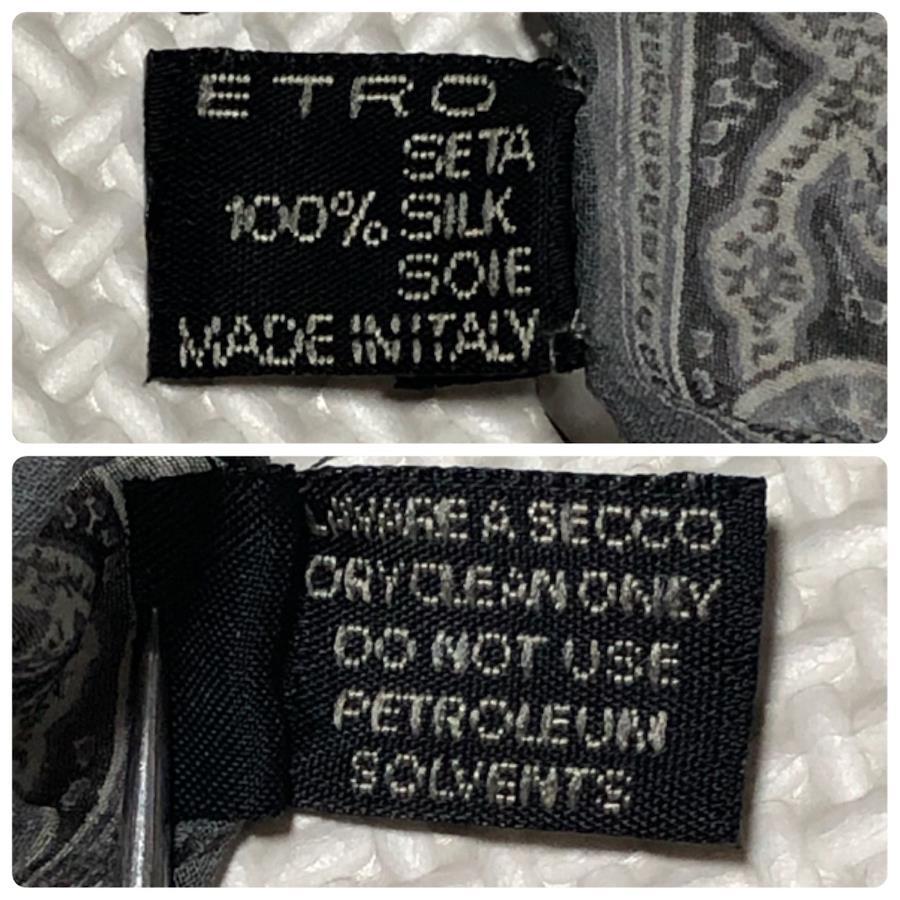 ETRO
SETA
100% SILK
SOIE
MADE IN ITALY
LAVARE A SECCO
DRY CLEAN ONLY
DO NOT USE
PETROLEUM
SOLVENTS